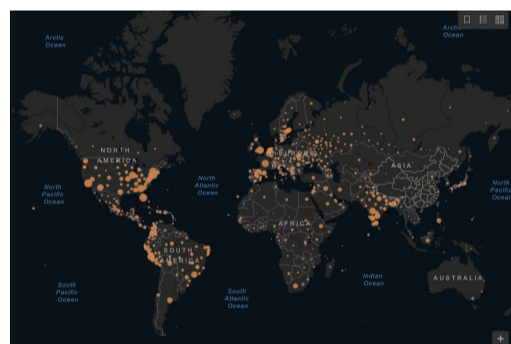 Arctic
Ocean
Arctic
Ocean
NORTH
AMERICA
EUROPE
ASIA
North
Pacific
Ocean
North
Atlantic
Ocean
North
Pacific
Ocean
AFRICA
SOUTH
AMERICA
Indian
Ocean
AUSTRALIA
South
Pacific
Ocean
South
Atlantic
Ocean